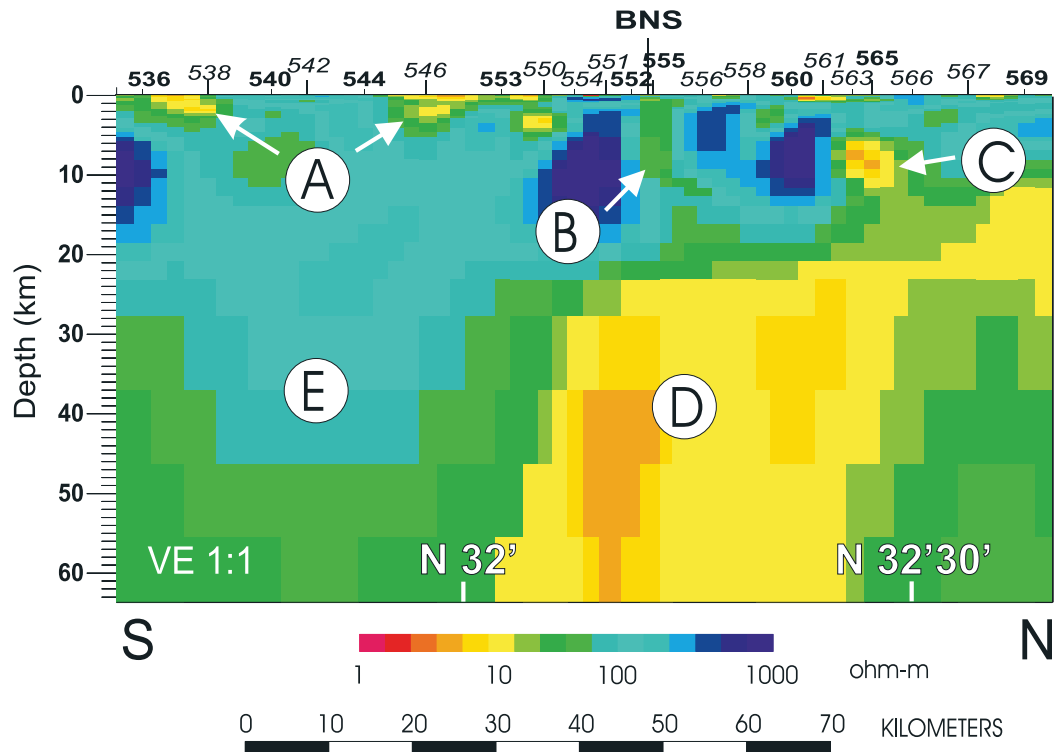 BNS
536 538 540 542 544 546 553 550 554 551 552 555 556 558 560 561 563 565 566 567 569
0
10
20
30
40
50
60
Depth (km)
A
B
C
D
E
VE 1:1
N 32'
N 32'30'
S
N
1 10 100 1000 ohm-m
0 10 20 30 40 50 60 70 KILOMETERS